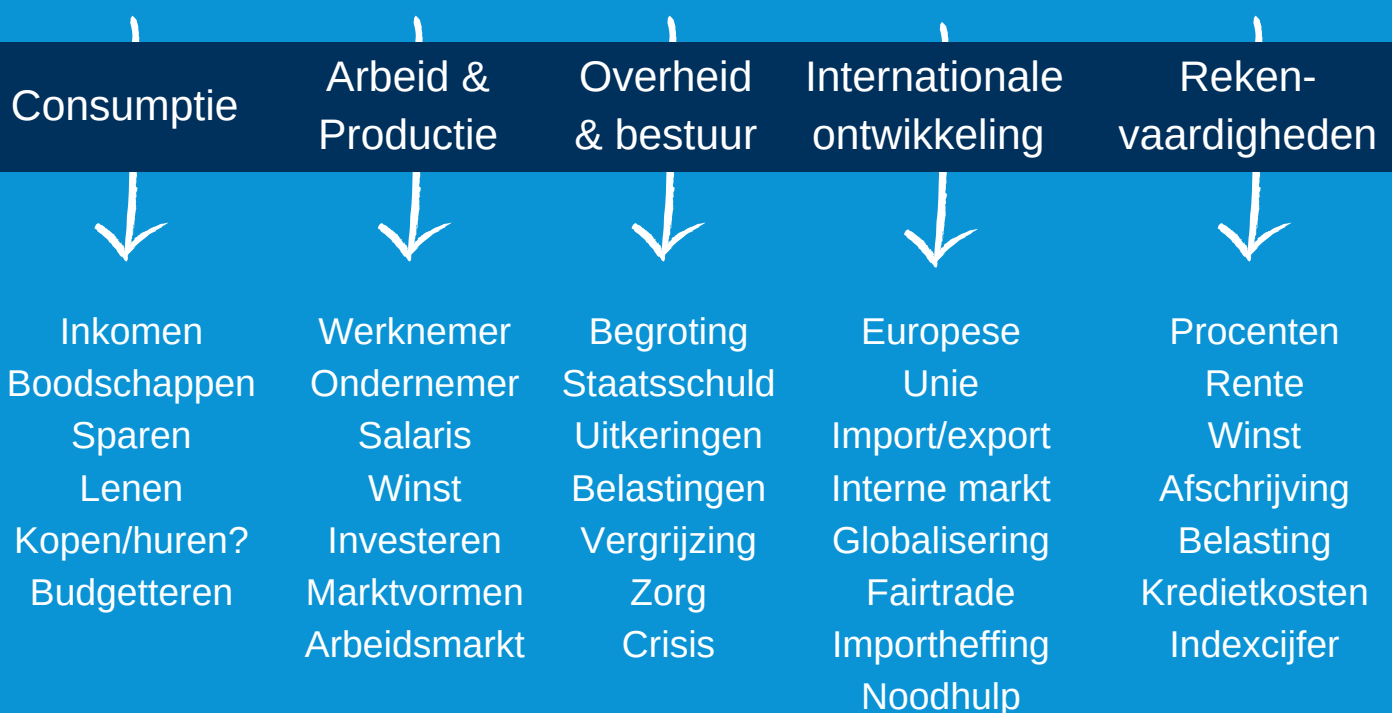 Consumptie
Arbeid &
Productie
Overheid
& bestuur
Internationale
ontwikkeling
Reken-
vaardigheden
Inkomen
Boodschappen
Sparen
Lenen
Kopen/huren?
Budgetteren
Werknemer
Ondernemer
Salaris
Winst
Investeren
Marktvormen
Arbeidsmarkt
Begroting
Staatsschuld
Uitkeringen
Belastingen
Vergrijzing
Zorg
Crisis
Europese
Unie
Import/export
Interne markt
Globalisering
Fairtrade
Importheffing
Noodhulp
Procenten
Rente
Winst
Afschrijving
Belasting
Kredietkosten
Indexcijfer